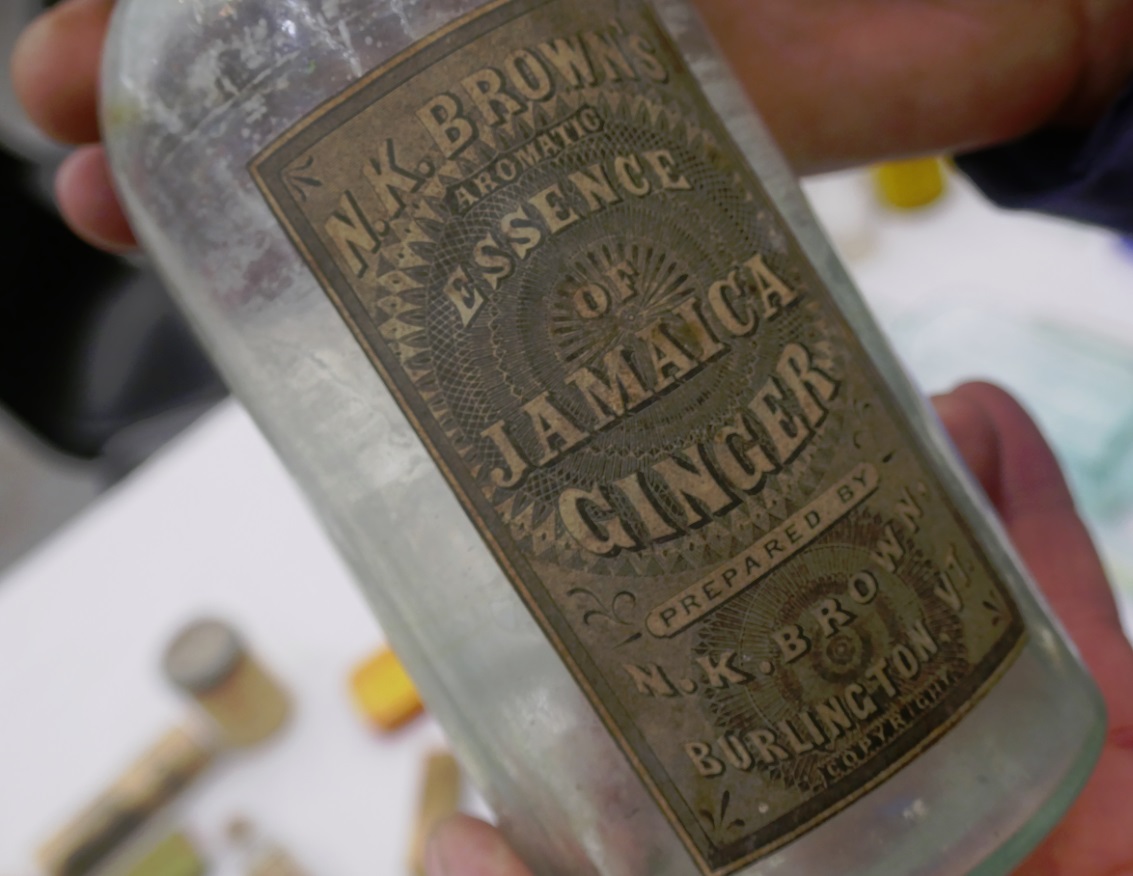 N. K. BROWN'S
AROMATIC
ESSENCE
OF
JAMAICA
GINGER
PREPARED BY
N. K. BROWN.
BURLINGTON, VT.
COPYRIGHT